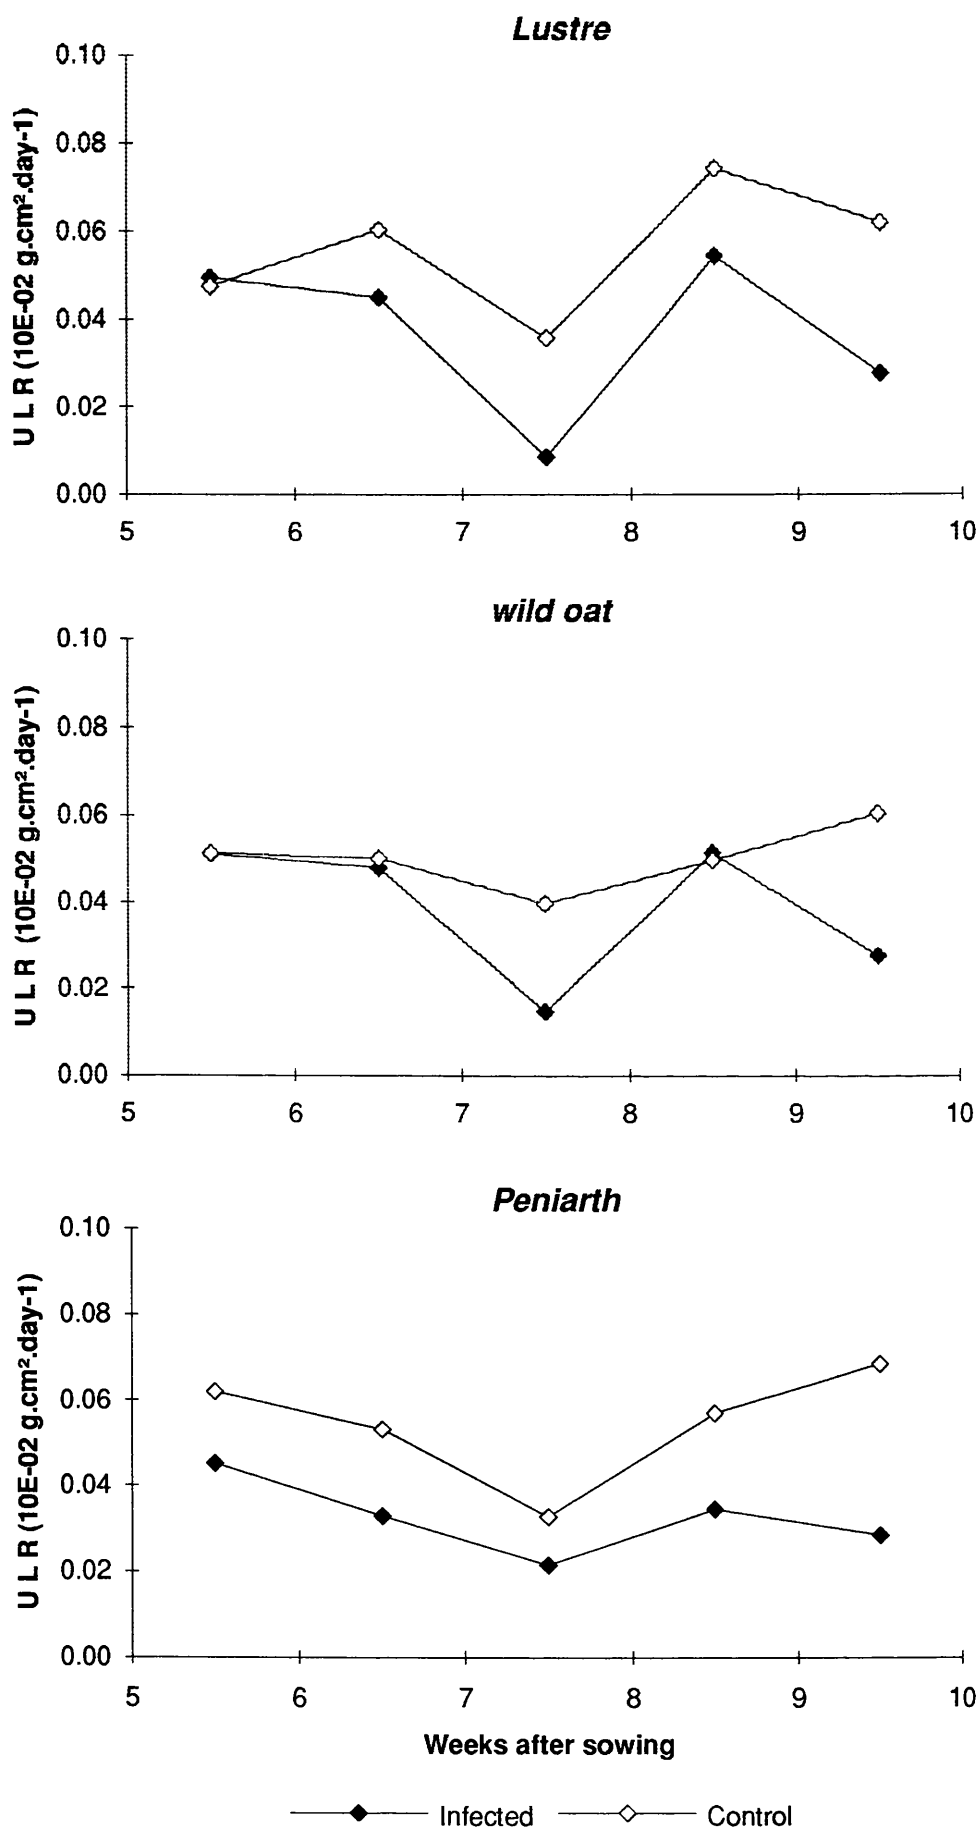 Lustre
0.10
0.08
0.06
0.04
0.02
0.00
U L R (10E-02 g.cm².day-1)
5 6 7 8 9 10
wild oat
0.10
0.08
0.06
0.04
0.02
0.00
U L R (10E-02 g.cm².day-1)
5 6 7 8 9 10
Peniarth
0.10
0.08
0.06
0.04
0.02
0.00
U L R (10E-02 g.cm².day-1)
5 6 7 8 9 10
Weeks after sowing
Infected Control